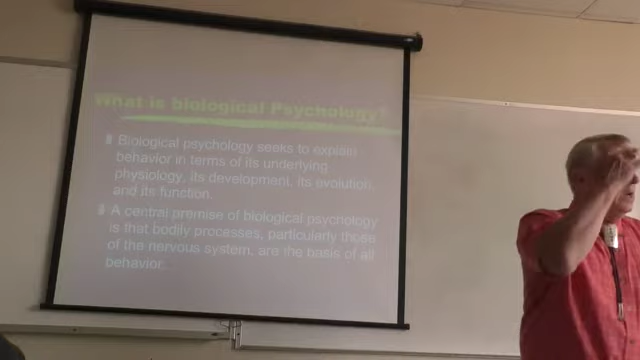 What is biological Psychology?
Biological psychology seeks to explain
behavior in terms of its underlying
physiology, its development, its evolution,
and its function.
A central premise of biological psychology
is that bodily processes, particularly those
of the nervous system, are the basis of all
behavior.